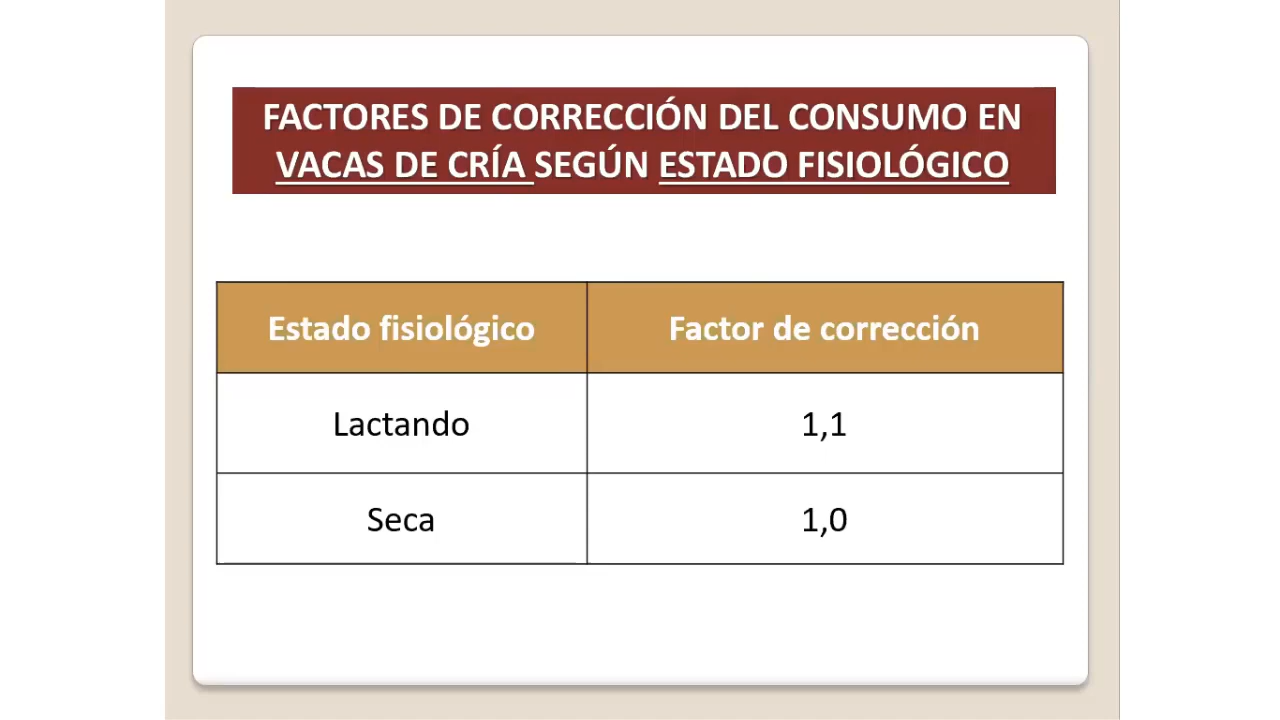 FACTORES DE CORRECCIÓN DEL CONSUMO EN
VACAS DE CRÍA SEGÚN ESTADO FISIOLÓGICO
Estado fisiológico Factor de corrección
Lactando 1,1
Seca 1,0